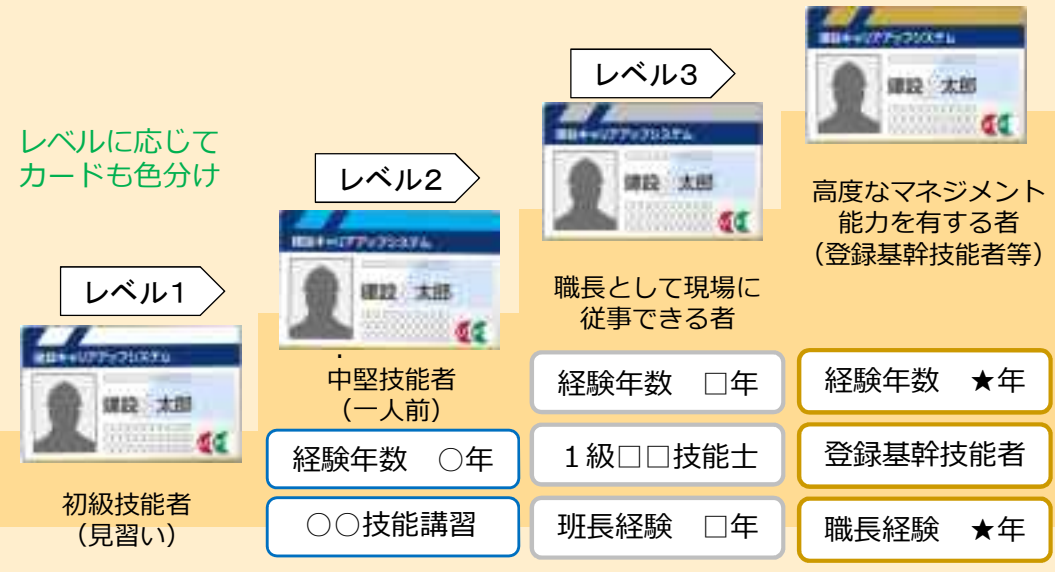 レベルに応じて
カードも色分け
レベル1
建設キャリアアップシステム
建設 太郎
初級技能者
（見習い）
レベル2
建設キャリアアップシステム
建設 太郎
中堅技能者
（一人前）
経験年数 ○年
○○技能講習
レベル3
建設キャリアアップシステム
建設 太郎
職長として現場に
従事できる者
経験年数 □年
１級□□技能士
班長経験 □年
建設キャリアアップシステム
建設 太郎
高度なマネジメント
能力を有する者
（登録基幹技能者等）
経験年数 ★年
登録基幹技能者
職長経験 ★年